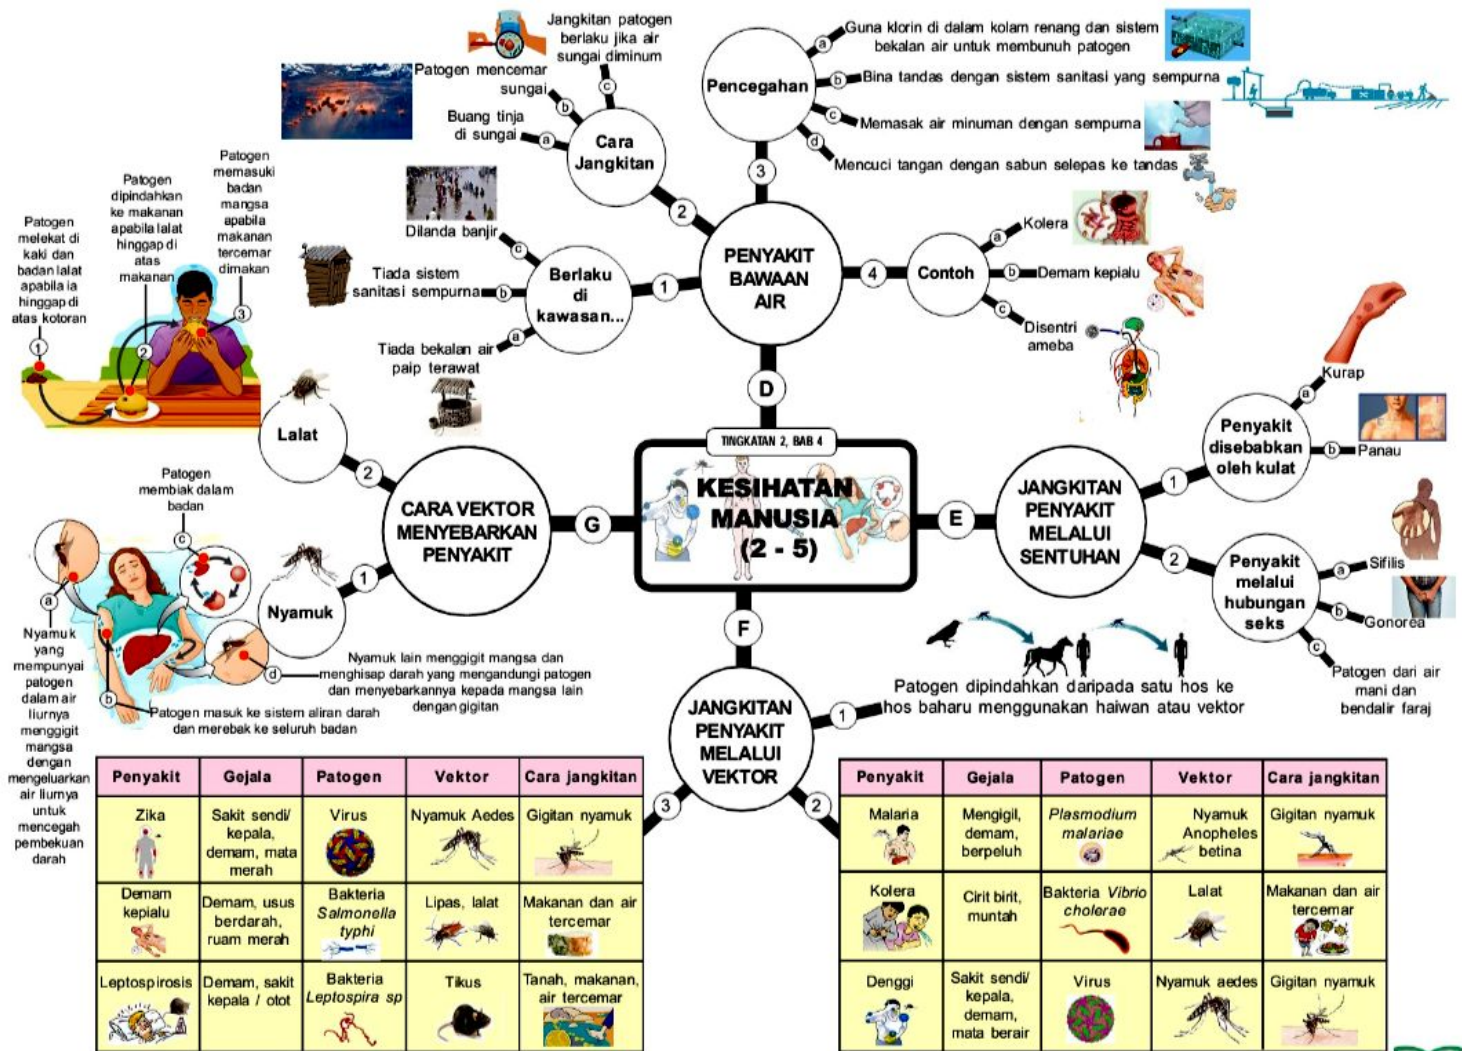 TINGKATAN 2, BAB 4
KESIHATAN
MANUSIA
(2 - 5)
D
PENYAKIT
BAWAAN
AIR
1
Berlaku
di
kawasan...
a
Tiada bekalan air
paip terawat
b
Tiada sistem
sanitasi sempurna
c
Dilanda banjir
2
Cara
Jangkitan
a
Buang tinja
di sungai
b
Patogen mencemar
sungai
c
Jangkitan patogen
berlaku jika air
sungai diminum
3
Pencegahan
a
Guna klorin di dalam kolam renang dan sistem
bekalan air untuk membunuh patogen
b
Bina tandas dengan sistem sanitasi yang sempurna
c
Memasak air minuman dengan sempurna
d
Mencuci tangan dengan sabun selepas ke tandas
4
Contoh
a
Kolera
b
Demam kepialu
c
Disentri
ameba
E
JANGKITAN
PENYAKIT
MELALUI
SENTUHAN
1
Penyakit
disebabkan
oleh kulat
a
Kurap
b
Panau
2
Penyakit
melalui
hubungan
seks
a
Sifilis
b
Gonorea
c
Patogen dari air
mani dan
bendalir faraj
F
JANGKITAN
PENYAKIT
MELALUI
VEKTOR
1
Patogen dipindahkan daripada satu hos ke
hos baharu menggunakan haiwan atau vektor
2
Penyakit Gejala Patogen Vektor Cara jangkitan
Malaria
Mengigil,
demam,
berpeluh
Plasmodium
malariae
Nyamuk
Anopheles
betina
Gigitan nyamuk
Kolera
Cirit birit,
muntah
Bakteria Vibrio
cholerae
Lalat
Makanan dan air
tercemar
Denggi
Sakit sendi/
kepala,
demam,
mata berair
Virus
Nyamuk aedes
Gigitan nyamuk
3
Penyakit Gejala Patogen Vektor Cara jangkitan
Zika
Sakit sendi/
kepala,
demam, mata
merah
Virus
Nyamuk Aedes
Gigitan nyamuk
Demam
kepialu
Demam, usus
berdarah,
ruam merah
Bakteria
Salmonella
typhi
Lipas, lalat
Makanan dan air
tercemar
Leptospirosis
Demam, sakit
kepala / otot
Bakteria
Leptospira sp
Tikus
Tanah, makanan,
air tercemar
G
CARA VEKTOR
MENYEBARKAN
PENYAKIT
1
Nyamuk
a
Nyamuk
yang
mempunyai
patogen
dalam air
liurnya
menggigit
mangsa
dengan
mengeluarkan
air liurnya
untuk
mencegah
pembekuan
darah
b
Patogen masuk ke sistem aliran darah
dan merebak ke seluruh badan
c
Patogen
membiak dalam
badan
d
Nyamuk lain menggigit mangsa dan
menghisap darah yang mengandungi patogen
dan menyebarkannya kepada mangsa lain
dengan gigitan
2
Lalat
Patogen
melekat di
kaki dan
badan lalat
apabila ia
hinggap di
atas kotoran
1
Patogen
dipindahkan
ke makanan
apabila lalat
hinggap di
atas
makanan
2
Patogen
memasuki
badan
mangsa
apabila
makanan
tercemar
dimakan
3